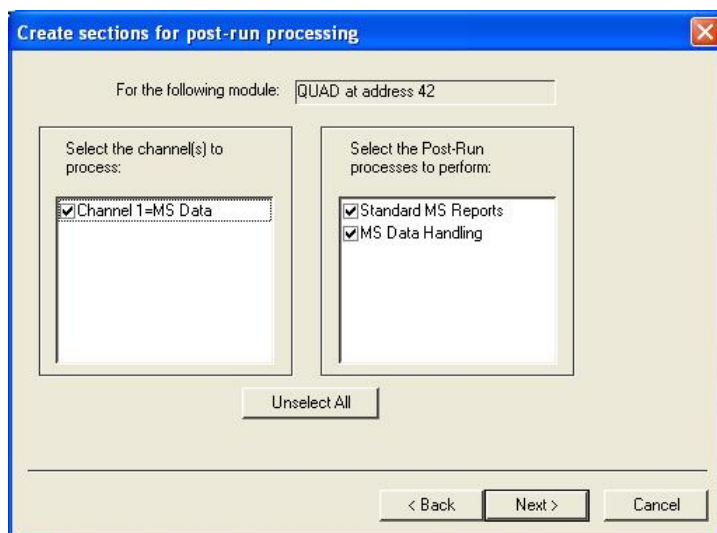 Create sections for post-run processing
For the following module:
QUAD at address 42
Select the channel(s) to
process:
Channel 1=MS Data
Select the Post-Run
processes to perform:
Standard MS Reports
MS Data Handling
Unselect All
< Back
Next >
Cancel